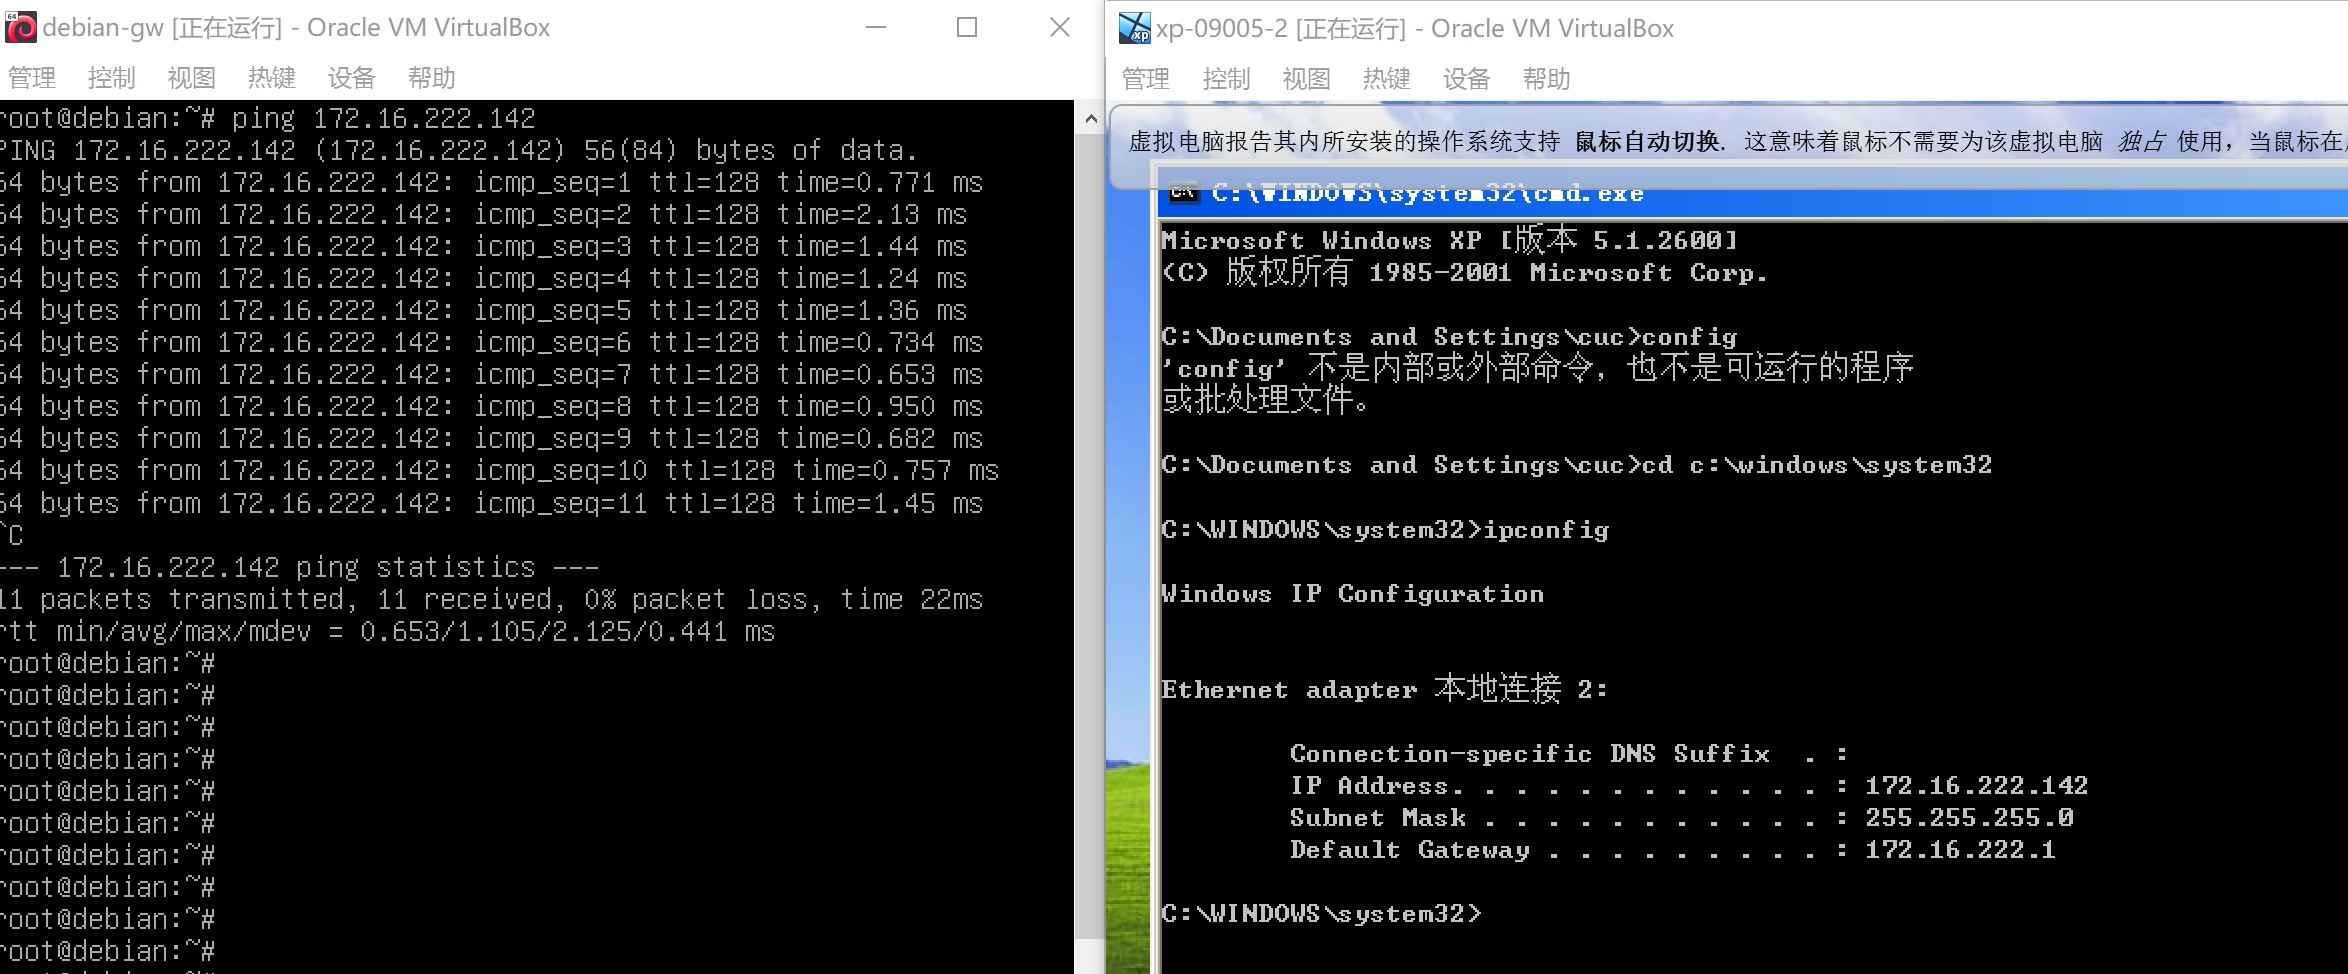 debian-gw [正在运行] - Oracle VM VirtualBox
管理 控制 视图 热键 设备 帮助
root@debian:~# ping 172.16.222.142
PING 172.16.222.142 (172.16.222.142) 56(84) bytes of data.
64 bytes from 172.16.222.142: icmp_seq=1 ttl=128 time=0.771 ms
64 bytes from 172.16.222.142: icmp_seq=2 ttl=128 time=2.13 ms
64 bytes from 172.16.222.142: icmp_seq=3 ttl=128 time=1.44 ms
64 bytes from 172.16.222.142: icmp_seq=4 ttl=128 time=1.24 ms
64 bytes from 172.16.222.142: icmp_seq=5 ttl=128 time=1.36 ms
64 bytes from 172.16.222.142: icmp_seq=6 ttl=128 time=0.734 ms
64 bytes from 172.16.222.142: icmp_seq=7 ttl=128 time=0.653 ms
64 bytes from 172.16.222.142: icmp_seq=8 ttl=128 time=0.950 ms
64 bytes from 172.16.222.142: icmp_seq=9 ttl=128 time=0.682 ms
64 bytes from 172.16.222.142: icmp_seq=10 ttl=128 time=0.757 ms
64 bytes from 172.16.222.142: icmp_seq=11 ttl=128 time=1.45 ms
^C
--- 172.16.222.142 ping statistics ---
11 packets transmitted, 11 received, 0% packet loss, time 22ms
rtt min/avg/max/mdev = 0.653/1.105/2.125/0.441 ms
root@debian:~#
root@debian:~#
root@debian:~#
root@debian:~#
root@debian:~#
root@debian:~#
root@debian:~#
root@debian:~#
root@debian:~#
root@debian:~#
xp-09005-2 [正在运行] - Oracle VM VirtualBox
管理 控制 视图 热键 设备 帮助
虚拟电脑报告其内所安装的操作系统支持 鼠标自动切换. 这意味着鼠标不需要为该虚拟电脑 独占 使用，当鼠标在
C:\WINDOWS\system32\cmd.exe
Microsoft Windows XP [版本 5.1.2600]
(C) 版权所有 1985-2001 Microsoft Corp.
C:\Documents and Settings\cuc>config
'config' 不是内部或外部命令，也不是可运行的程序
或批处理文件。
C:\Documents and Settings\cuc>cd c:\windows\system32
C:\WINDOWS\system32>ipconfig
Windows IP Configuration
Ethernet adapter 本地连接 2:
Connection-specific DNS Suffix . :
IP Address. . . . . . . . . . . . : 172.16.222.142
Subnet Mask . . . . . . . . . . . : 255.255.255.0
Default Gateway . . . . . . . . . : 172.16.222.1
C:\WINDOWS\system32>